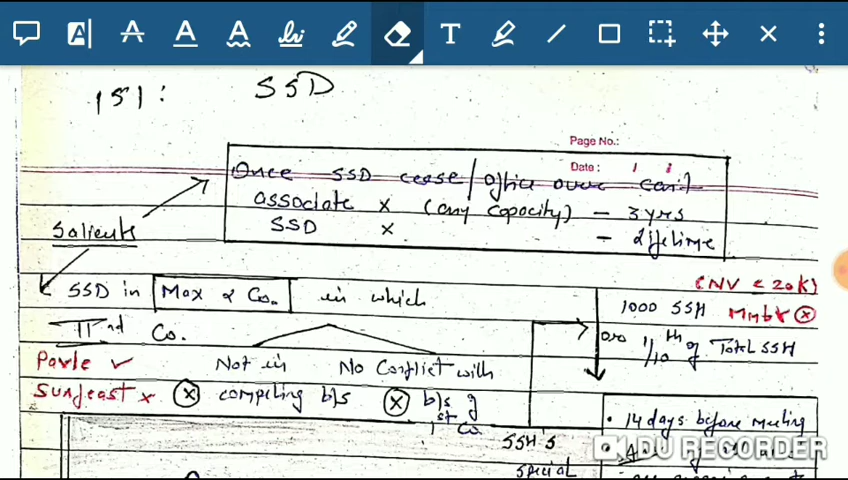 151: SSD
Page No.:
Date:
Once SSD cease / office over can't
associate × (any capacity) - 3 yrs
SSD × - Lifetime
Salients
SSD in Max 2 Co. in which
IInd Co.
Parle ✓ Not in No Conflict with
Sunfeast × ⓧ competing b/s ⓧ b/s of
1st Co.
(NV ≤ 20K)
1000 SSH Mmbr ⓧ
or 1/10th of Total SSH
• 14 days before meeting
SSH's
special
DU RECORDER